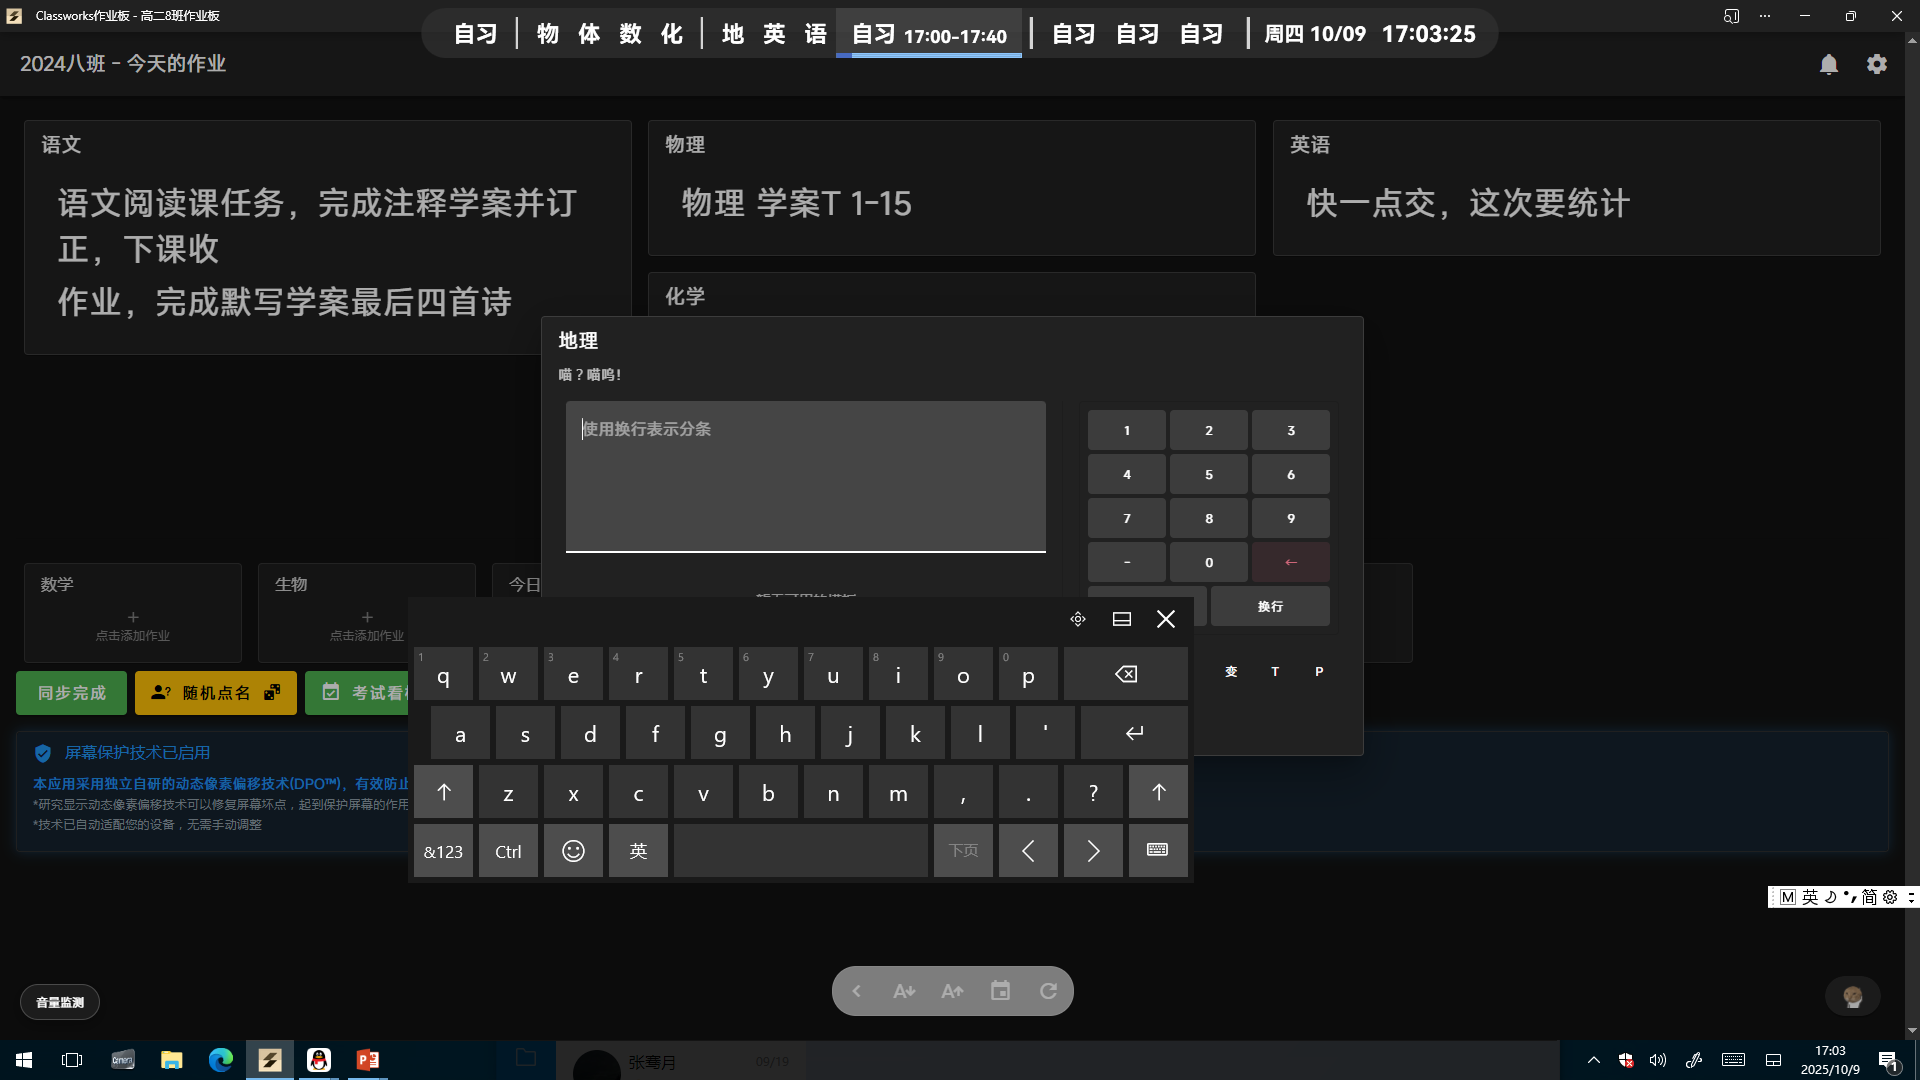 Classworks作业板 - 高二8班作业板
自习 | 物 体 数 化 | 地 英 语 自习 17:00-17:40 | 自习 自习 自习 | 周四 10/09 17:03:25
2024八班 - 今天的作业
语文
语文阅读课任务，完成注释学案并订
正，下课收
作业，完成默写学案最后四首诗
物理
物理 学案T 1-15
英语
快一点交，这次要统计
化学
地理
喵？喵呜！
使用换行表示分条
1 2 3
4 5 6
7 8 9
- 0 ←
换行
变 T P
数学
点击添加作业
生物
点击添加作业
今日
同步完成
随机点名
考试看
屏幕保护技术已启用
本应用采用独立自研的动态像素偏移技术(DPO™)，有效防止
*研究显示动态像素偏移技术可以修复屏幕坏点，起到保护屏幕的作用
*技术已自动适配您的设备，无需手动调整
1 2 3 4 5 6 7 8 9 0
q w e r t y u i o p
a s d f g h j k l '
z x c v b n m , . ?
&123 Ctrl 英 下页
M 英 简
音量监测
A A
Camera
张骞月 09/19
17:03
2025/10/9
1